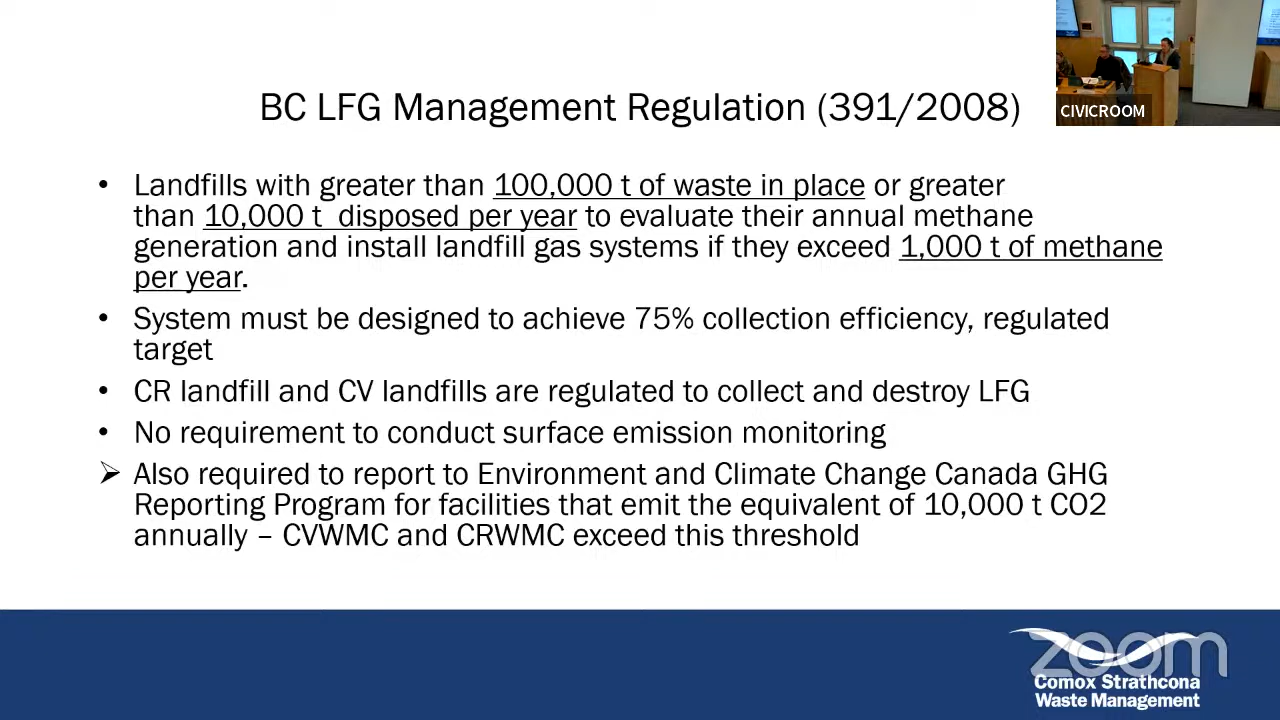 BC LFG Management Regulation (391/2008)
CIVICROOM
• Landfills with greater than 100,000 t of waste in place or greater
than 10,000 t disposed per year to evaluate their annual methane
generation and install landfill gas systems if they exceed 1,000 t of methane
per year.
• System must be designed to achieve 75% collection efficiency, regulated
target
• CR landfill and CV landfills are regulated to collect and destroy LFG
• No requirement to conduct surface emission monitoring
➢ Also required to report to Environment and Climate Change Canada GHG
Reporting Program for facilities that emit the equivalent of 10,000 t CO2
annually – CVWMC and CRWMC exceed this threshold
zoom
Comox Strathcona
Waste Management